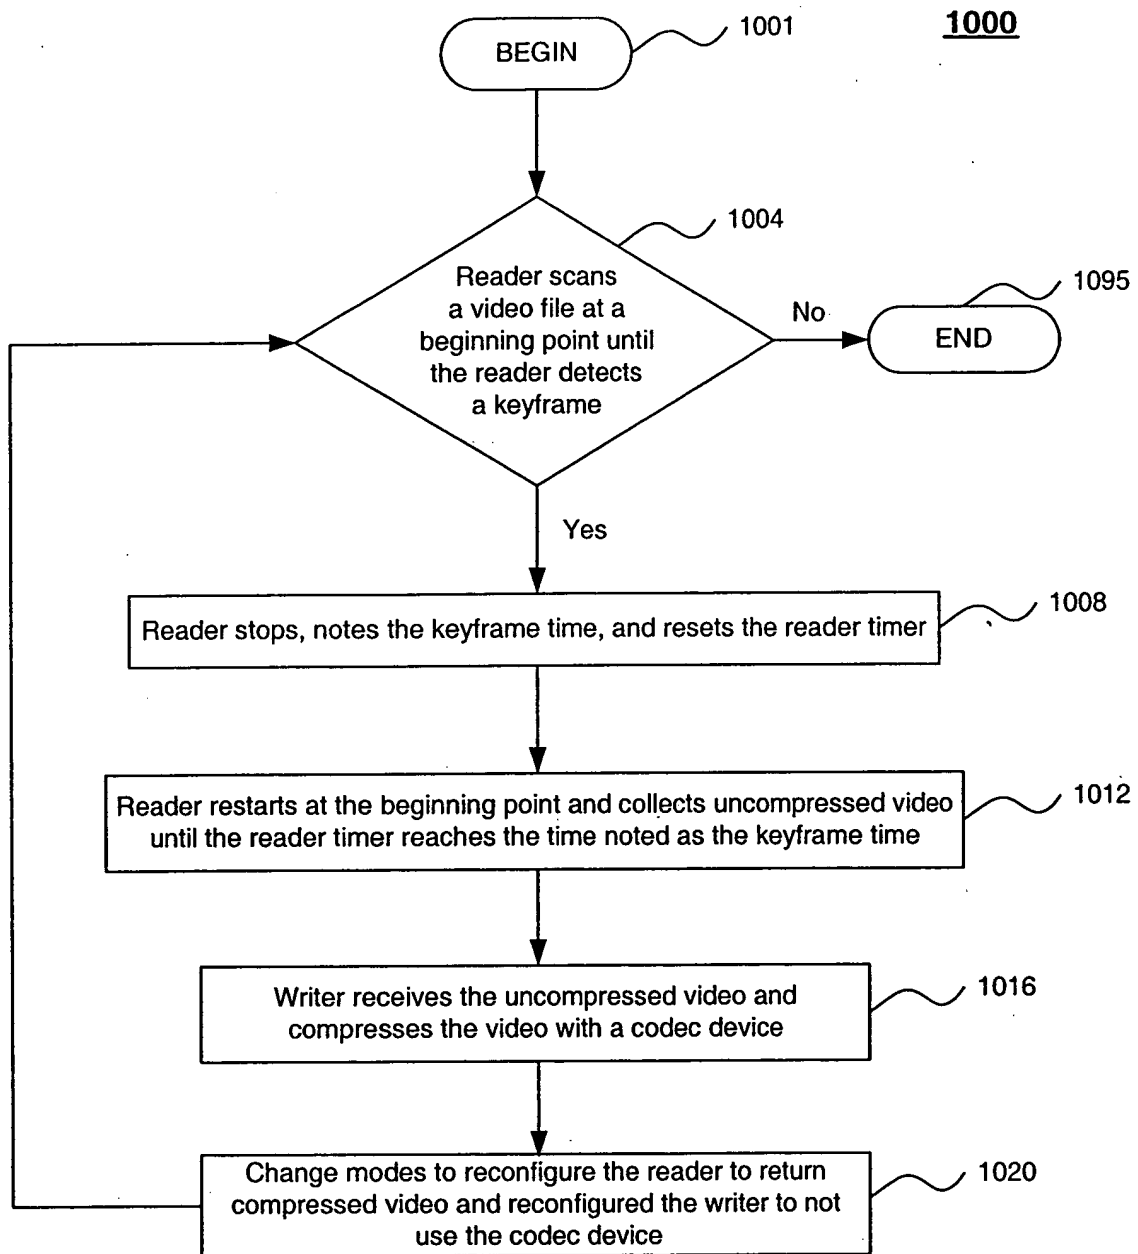 1000
BEGIN
1001
1004
Reader scans
a video file at a
beginning point until
the reader detects
a keyframe
No
1095
END
Yes
1008
Reader stops, notes the keyframe time, and resets the reader timer
1012
Reader restarts at the beginning point and collects uncompressed video
until the reader timer reaches the time noted as the keyframe time
1016
Writer receives the uncompressed video and
compresses the video with a codec device
1020
Change modes to reconfigure the reader to return
compressed video and reconfigured the writer to not
use the codec device